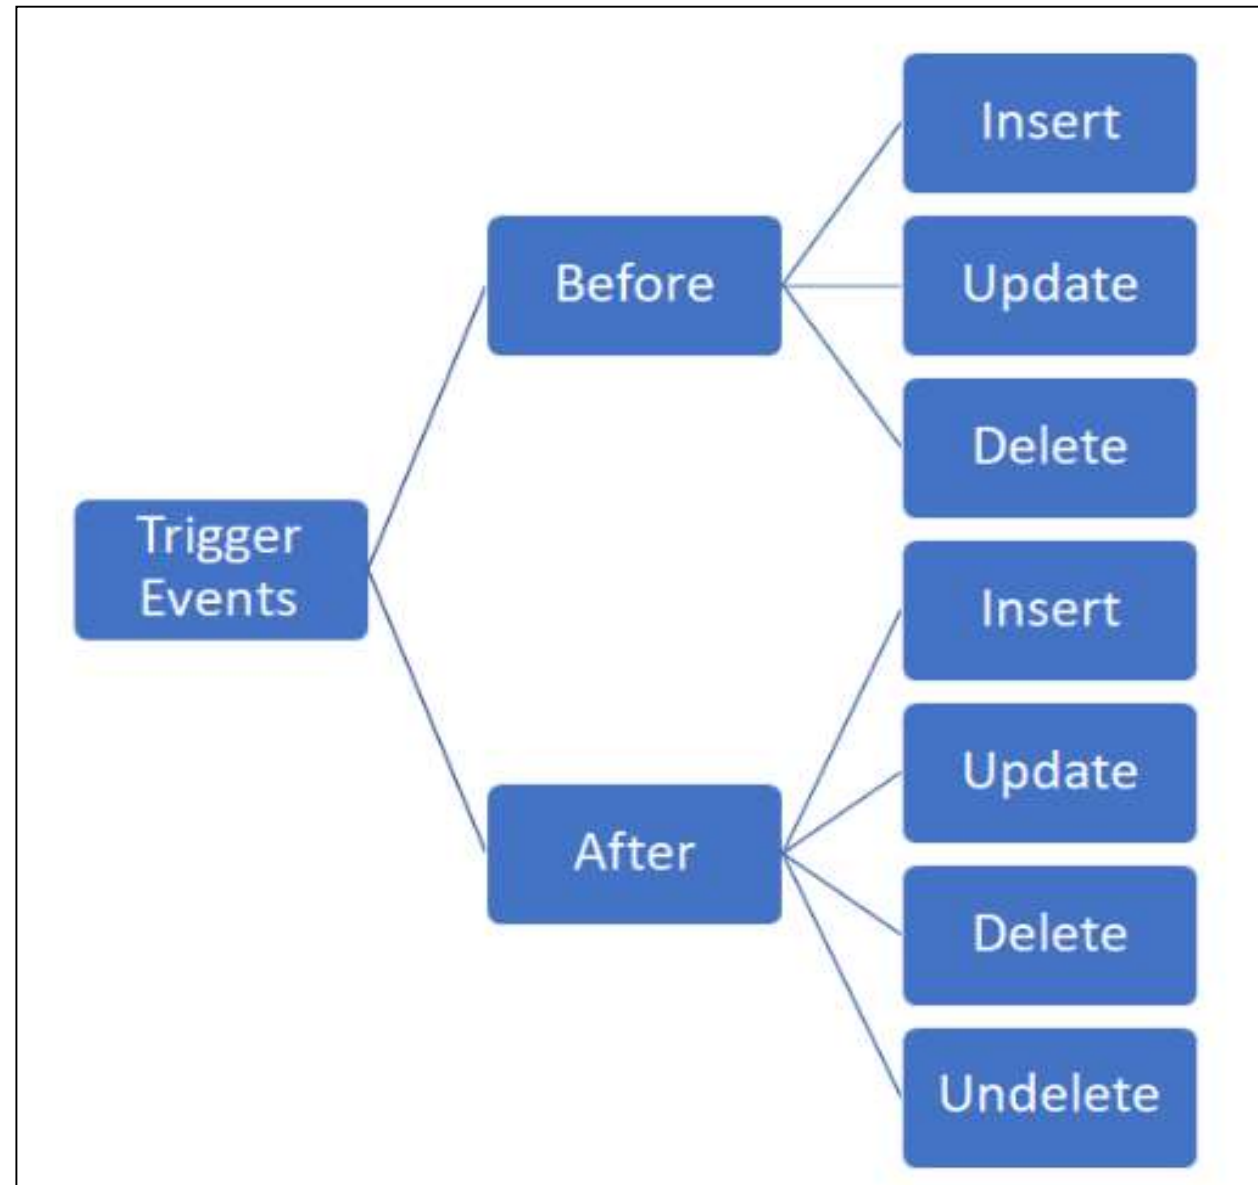 Trigger
Events
Before
Insert
Update
Delete
After
Insert
Update
Delete
Undelete